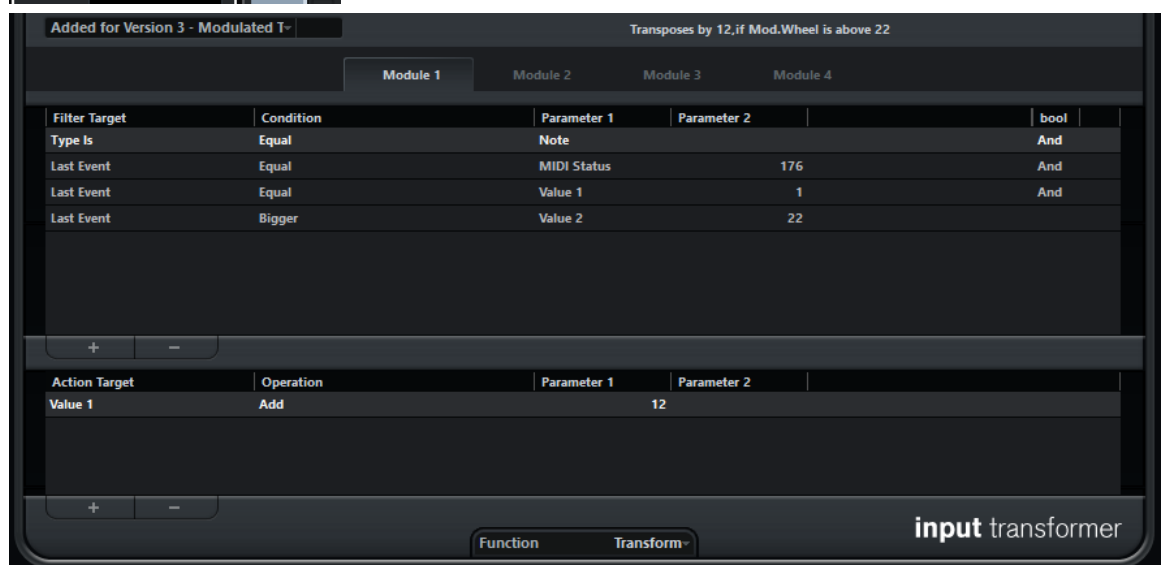 Added for Version 3 - Modulated T
Transposes by 12,if Mod.Wheel is above 22
Module 1 Module 2 Module 3 Module 4
Filter Target Condition Parameter 1 Parameter 2 bool
Type Is Equal Note And
Last Event Equal MIDI Status 176 And
Last Event Equal Value 1 1 And
Last Event Bigger Value 2 22
+ −
Action Target Operation Parameter 1 Parameter 2
Value 1 Add 12
+ −
input transformer
Function Transform